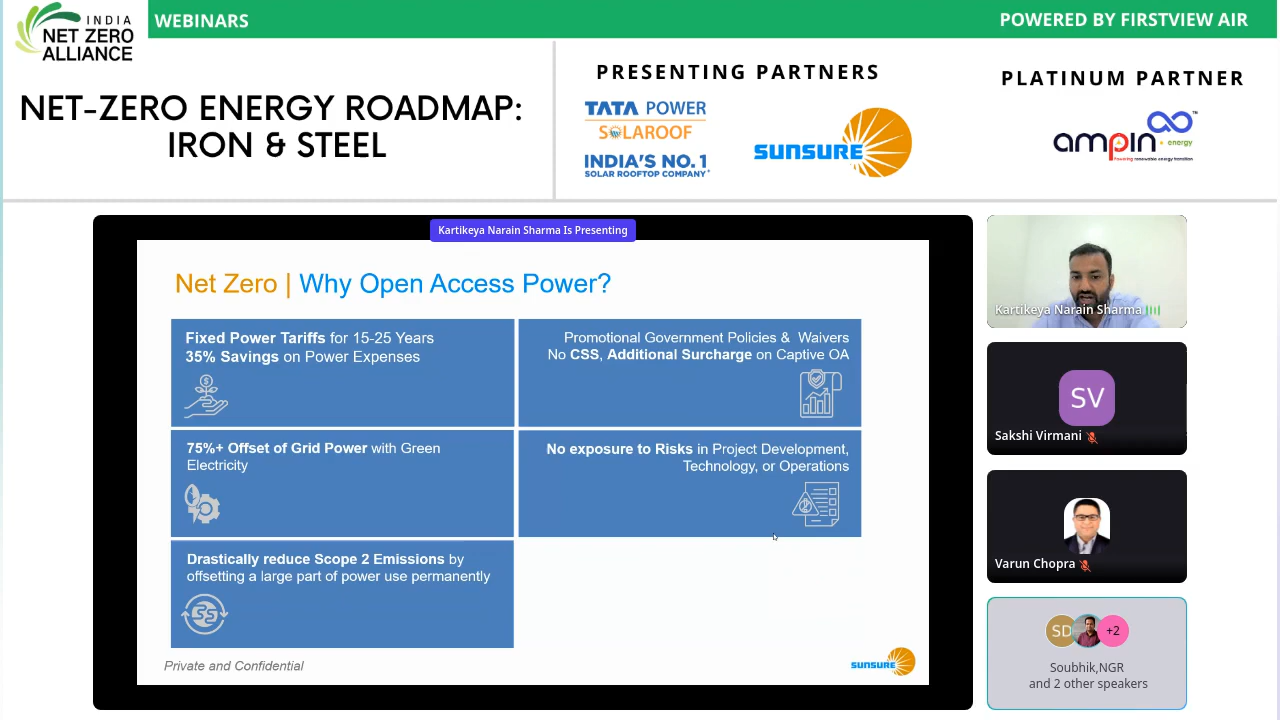 INDIA
NET ZERO
ALLIANCE
WEBINARS
POWERED BY FIRSTVIEW AIR
NET-ZERO ENERGY ROADMAP:
IRON & STEEL
PRESENTING PARTNERS
TATA POWER
SOLAROOF
INDIA'S NO.1
SOLAR ROOFTOP COMPANY*
SUNSURE
PLATINUM PARTNER
ampin
energy
Powering renewable energy transition
TM
Kartikeya Narain Sharma Is Presenting
Net Zero | Why Open Access Power?
Fixed Power Tariffs for 15-25 Years
35% Savings on Power Expenses
Promotional Government Policies & Waivers
No CSS, Additional Surcharge on Captive OA
75%+ Offset of Grid Power with Green
Electricity
No exposure to Risks in Project Development,
Technology, or Operations
Drastically reduce Scope 2 Emissions by
offsetting a large part of power use permanently
Private and Confidential
SUNSURE
Kartikeya Narain Sharma
SV
Sakshi Virmani
Varun Chopra
SD
+2
Soubhik,NGR
and 2 other speakers